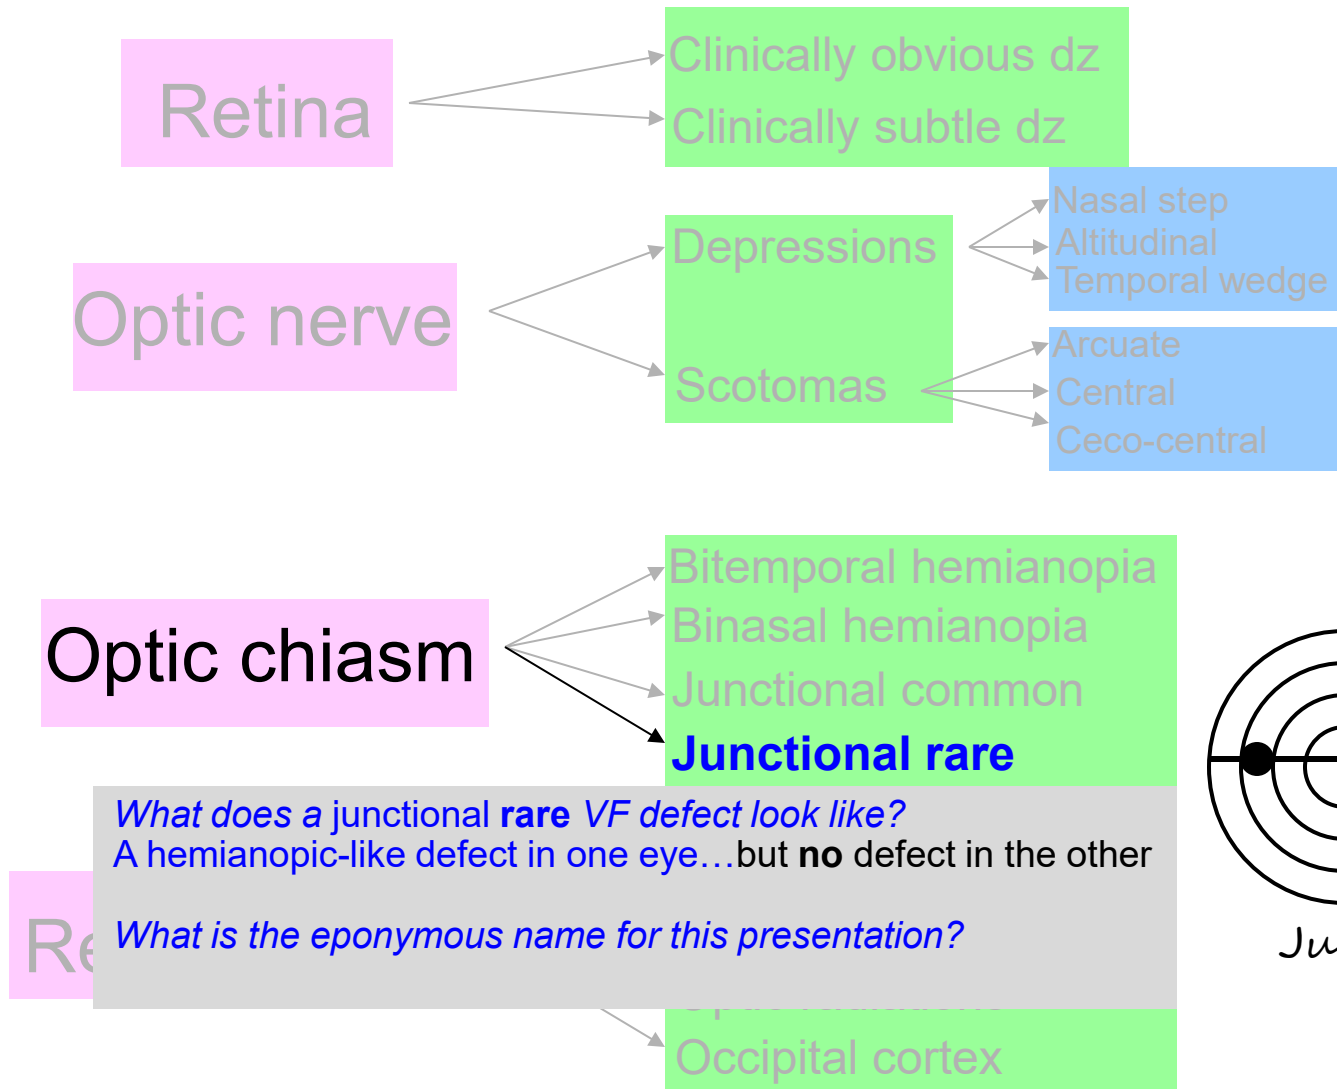 Retina
Clinically obvious dz
Clinically subtle dz
Optic nerve
Depressions
Scotomas
Nasal step
Altitudinal
Temporal wedge
Arcuate
Central
Ceco-central
Optic chiasm
Bitemporal hemianopia
Binasal hemianopia
Junctional common
Junctional rare
What does a junctional rare VF defect look like?
A hemianopic-like defect in one eye…but no defect in the other
What is the eponymous name for this presentation?
Occipital cortex